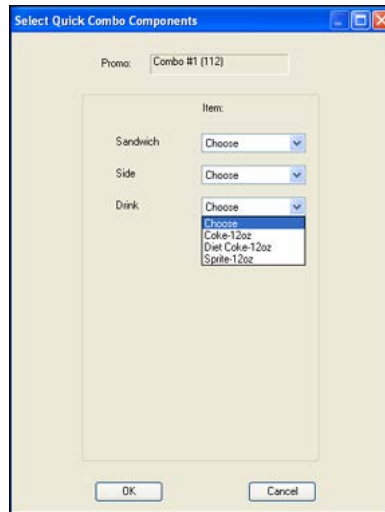 Select Quick Combo Components
Promo: Combo #1 (112)
Item:
Sandwich Choose
Side Choose
Drink Choose
Choose
Coke-12oz
Diet Coke-12oz
Sprite-12oz
OK Cancel